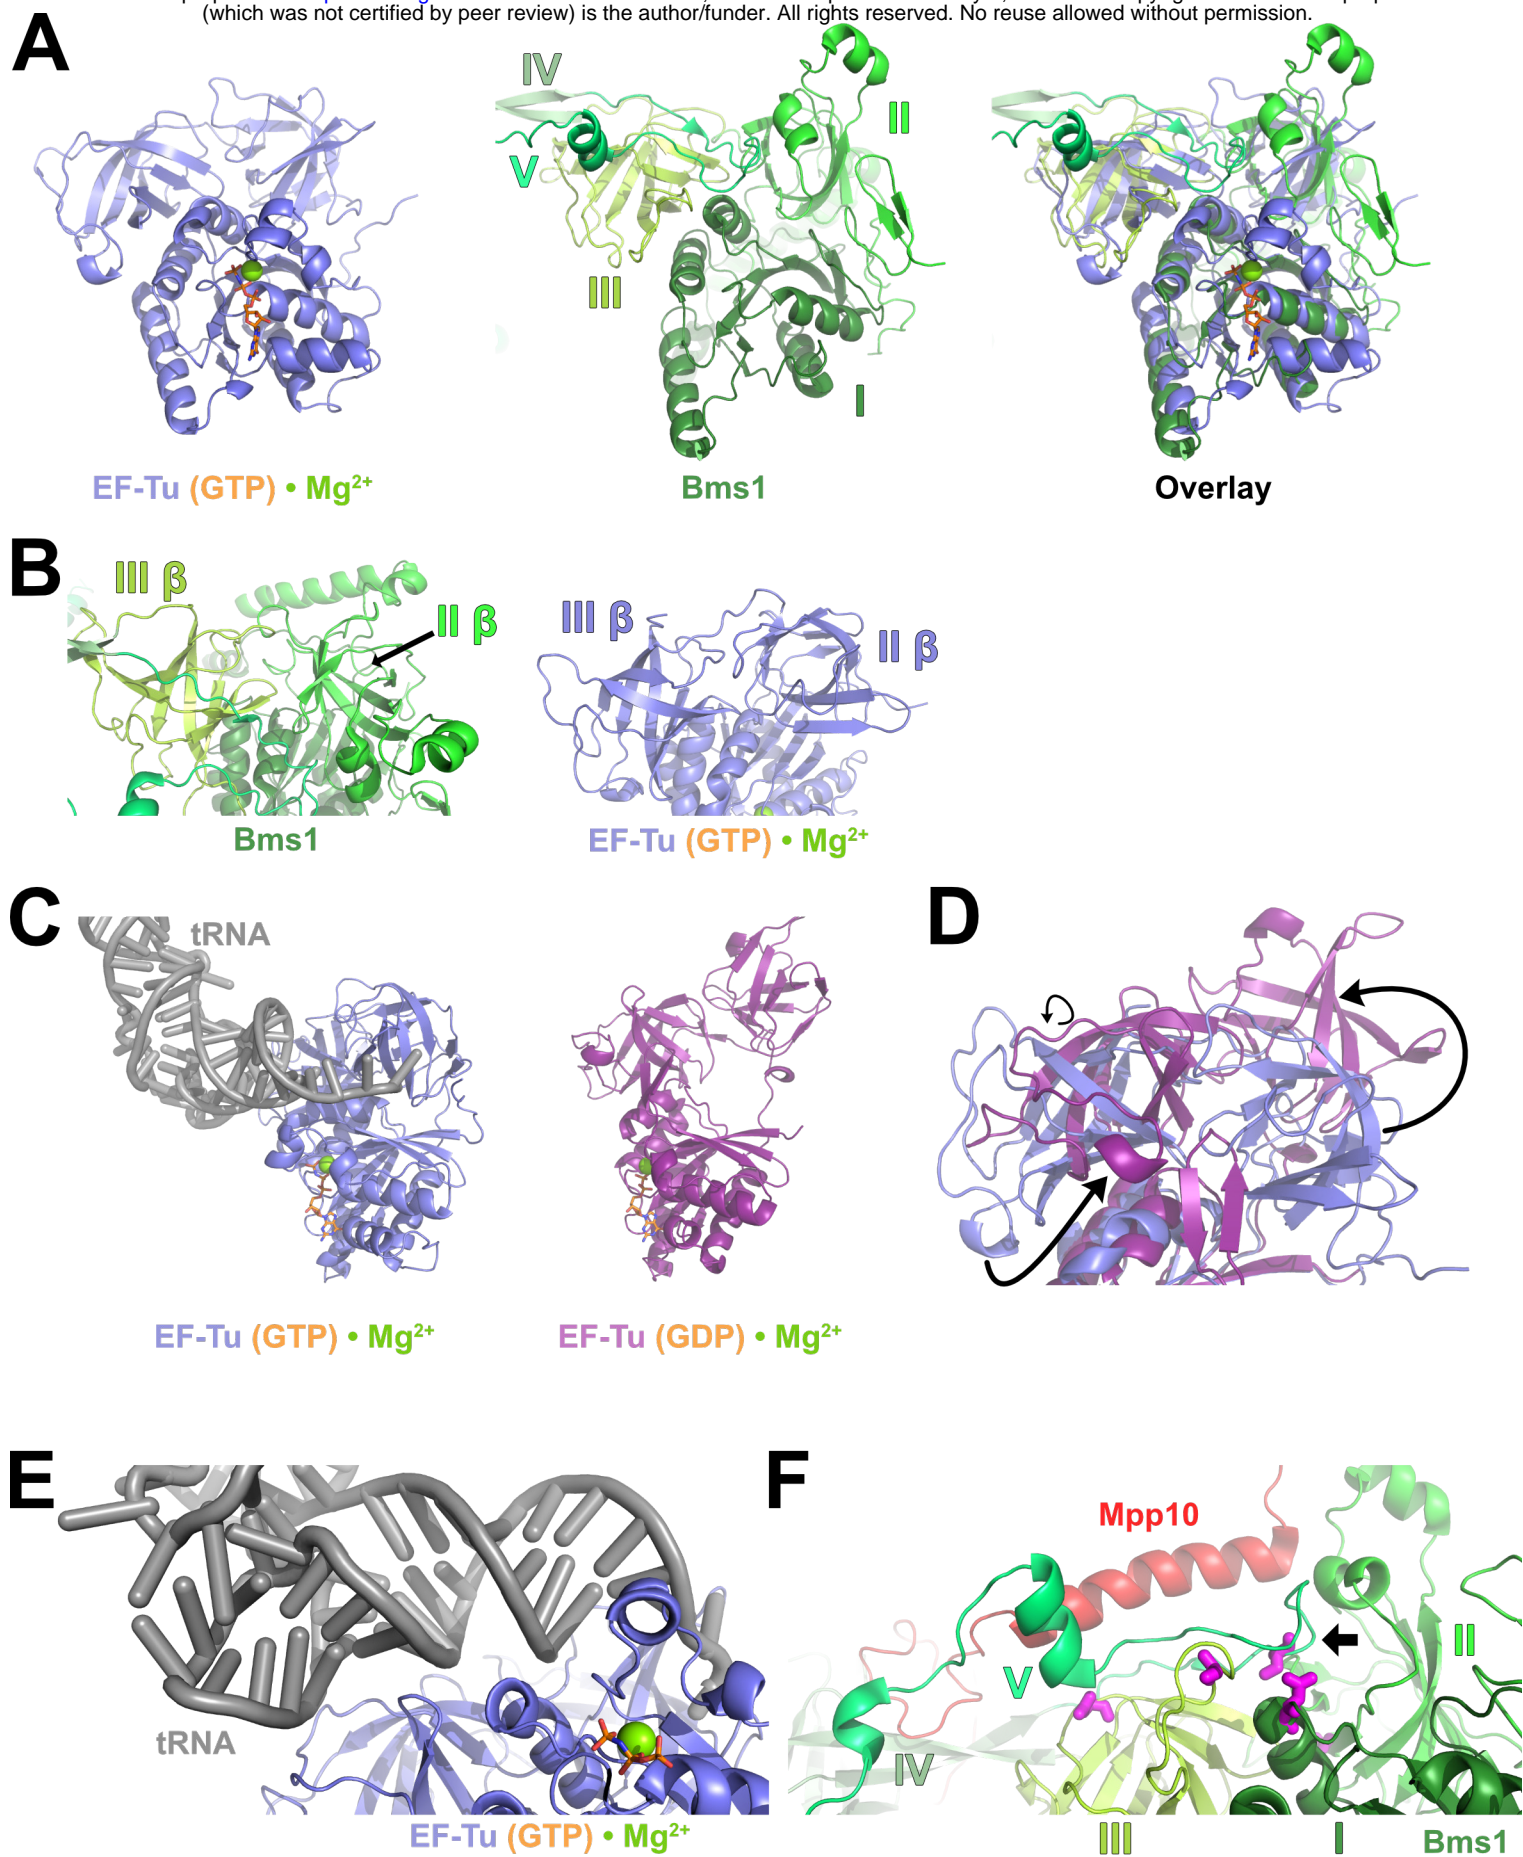 (which was not certified by peer review) is the author/funder. All rights reserved. No reuse allowed without permission.
A
IV
II
V
III
I
EF-Tu (GTP) • Mg²⁺
Bms1
Overlay
B
III β
II β
III β
II β
Bms1
EF-Tu (GTP) • Mg²⁺
C
tRNA
D
EF-Tu (GTP) • Mg²⁺
EF-Tu (GDP) • Mg²⁺
E
F
Mpp10
II
V
tRNA
IV
EF-Tu (GTP) • Mg²⁺
III
I
Bms1